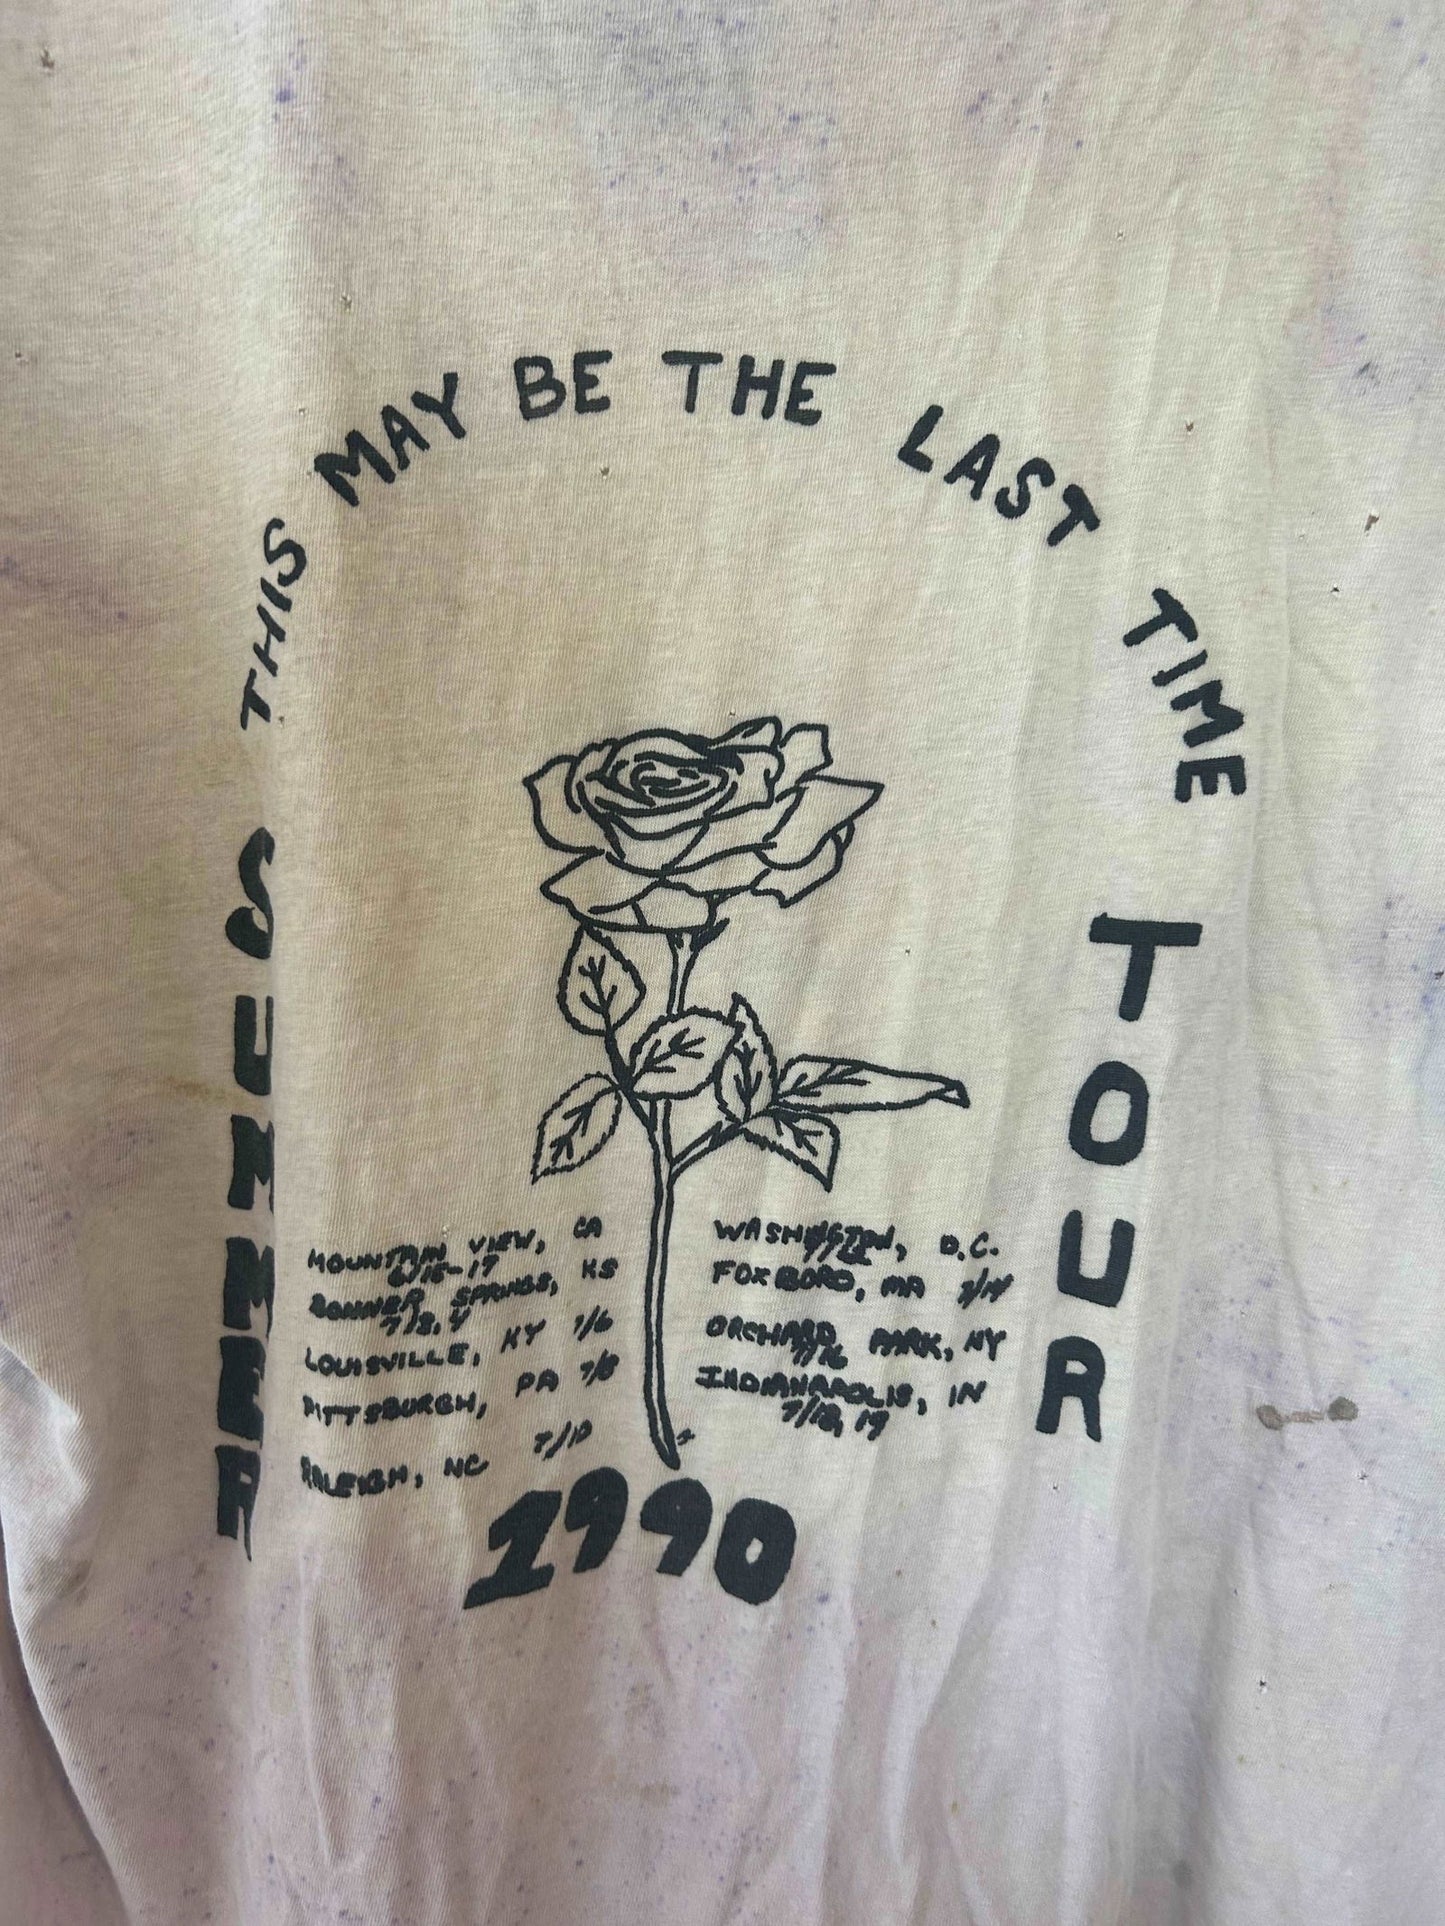 THIS MAY BE THE LAST TIME
SUMMER
TOUR
MOUNTAIN VIEW, CA
6/15-17
BONNER SPRINGS, KS
7/3, 4
LOUISVILLE, KY 7/6
PITTSBURGH, PA 7/8
RALEIGH, NC 7/10
WASHINGTON, D.C.
7/12
FOXBORO, MA 7/14
ORCHARD PARK, NY
7/16
INDIANAPOLIS, IN
7/18, 19
1990